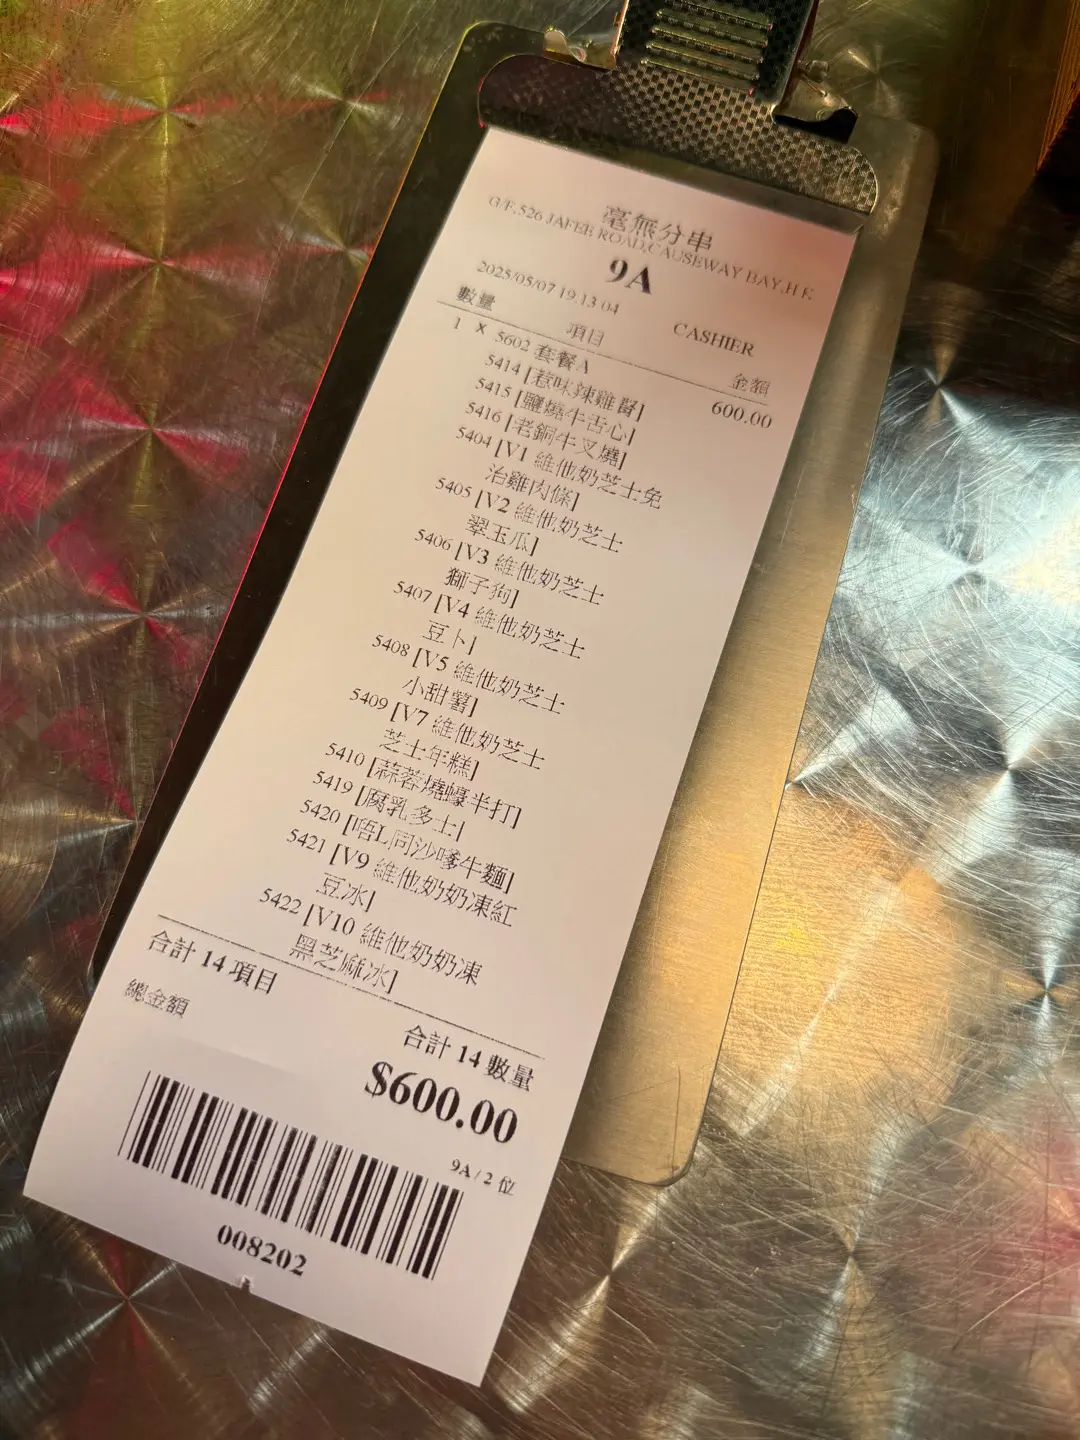 毫無分串
G/F,526 JAFFE ROAD,CAUSEWAY BAY,H K
9A
2025/05/07 19:13:04 CASHIER
數量 項目 金額
1 X 5602 套餐A 600.00
5414 [惹味辣雞腎]
5415 [鹽燒牛舌心]
5416 [老銅牛叉燒]
5404 [V1 維他奶芝士免
治雞肉條]
5405 [V2 維他奶芝士
翠玉瓜]
5406 [V3 維他奶芝士
獅子狗]
5407 [V4 維他奶芝士
豆卜]
5408 [V5 維他奶芝士
小甜薯]
5409 [V7 維他奶芝士
芝士年糕]
5410 [蒜蓉燒蠔半打]
5419 [腐乳多士]
5420 [唔L同沙嗲牛麵]
5421 [V9 維他奶奶凍紅
豆冰]
5422 [V10 維他奶奶凍
黑芝麻冰]
合計 14 項目 合計 14 數量
總金額 $600.00
9A / 2 位
008202